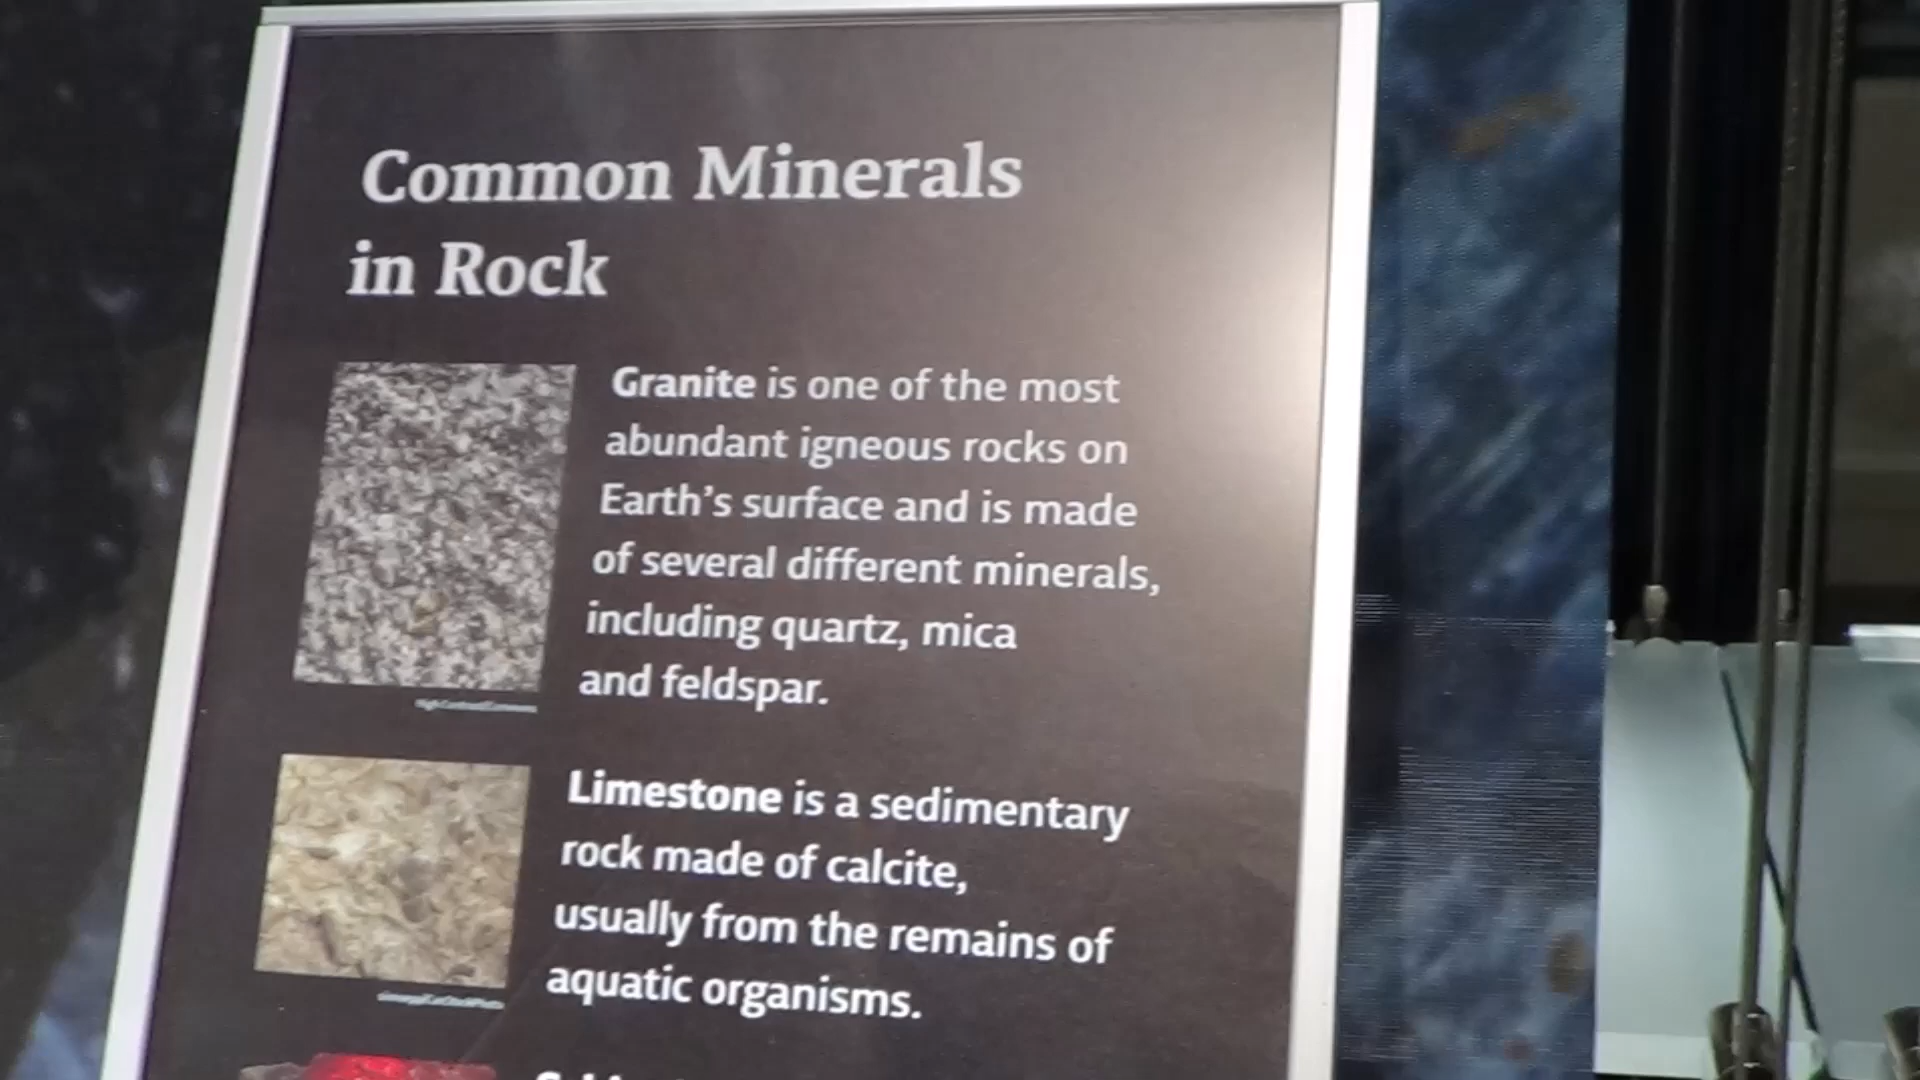 Common Minerals
in Rock
Granite is one of the most
abundant igneous rocks on
Earth's surface and is made
of several different minerals,
including quartz, mica
and feldspar.
Limestone is a sedimentary
rock made of calcite,
usually from the remains of
aquatic organisms.